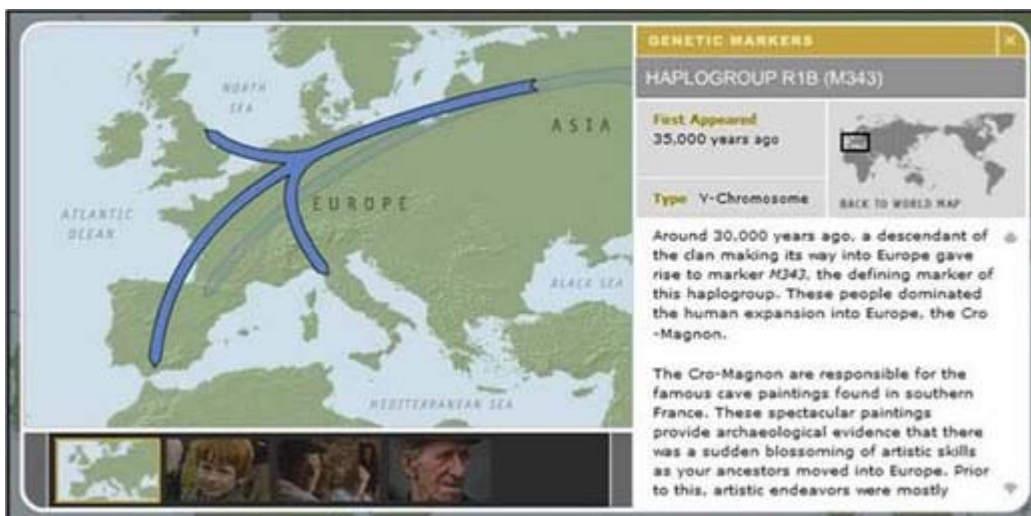 NORTH
SEA
ASIA
EUROPE
ATLANTIC
OCEAN
BLACK SEA
MEDITERRANEAN SEA
GENETIC MARKERS
×
HAPLOGROUP R1B (M343)
First Appeared
35,000 years ago
Type Y-Chromosome
BACK TO WORLD MAP
Around 30,000 years ago, a descendant of
the clan making its way into Europe gave
rise to marker M343, the defining marker of
this haplogroup. These people dominated
the human expansion into Europe, the Cro
-Magnon.
The Cro-Magnon are responsible for the
famous cave paintings found in southern
France. These spectacular paintings
provide archaeological evidence that there
was a sudden blossoming of artistic skills
as your ancestors moved into Europe. Prior
to this, artistic endeavors were mostly